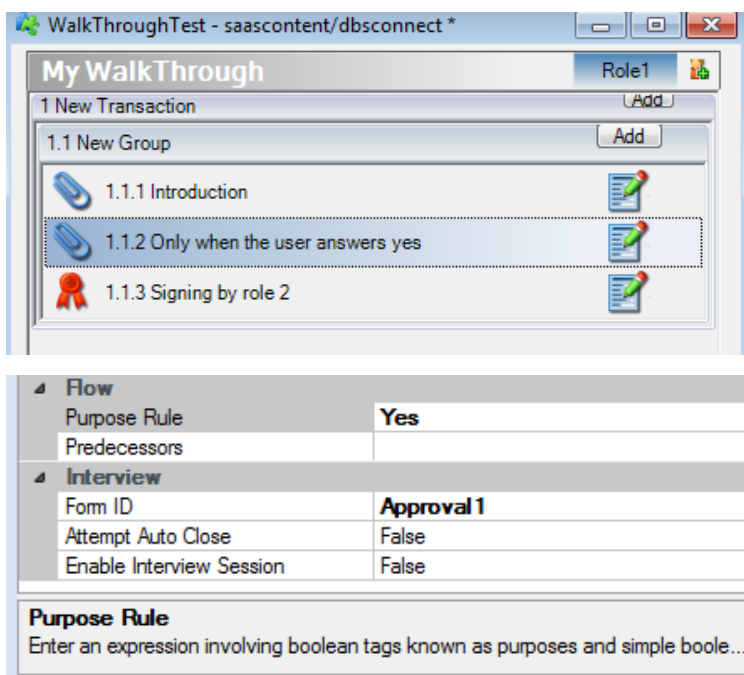 WalkThroughTest - saascontent/dbsconnect *
My WalkThrough Role1
1 New Transaction Add
1.1 New Group Add
1.1.1 Introduction
1.1.2 Only when the user answers yes
1.1.3 Signing by role 2
Flow
Purpose Rule Yes
Predecessors
Interview
Form ID Approval1
Attempt Auto Close False
Enable Interview Session False
Purpose Rule
Enter an expression involving boolean tags known as purposes and simple boole...